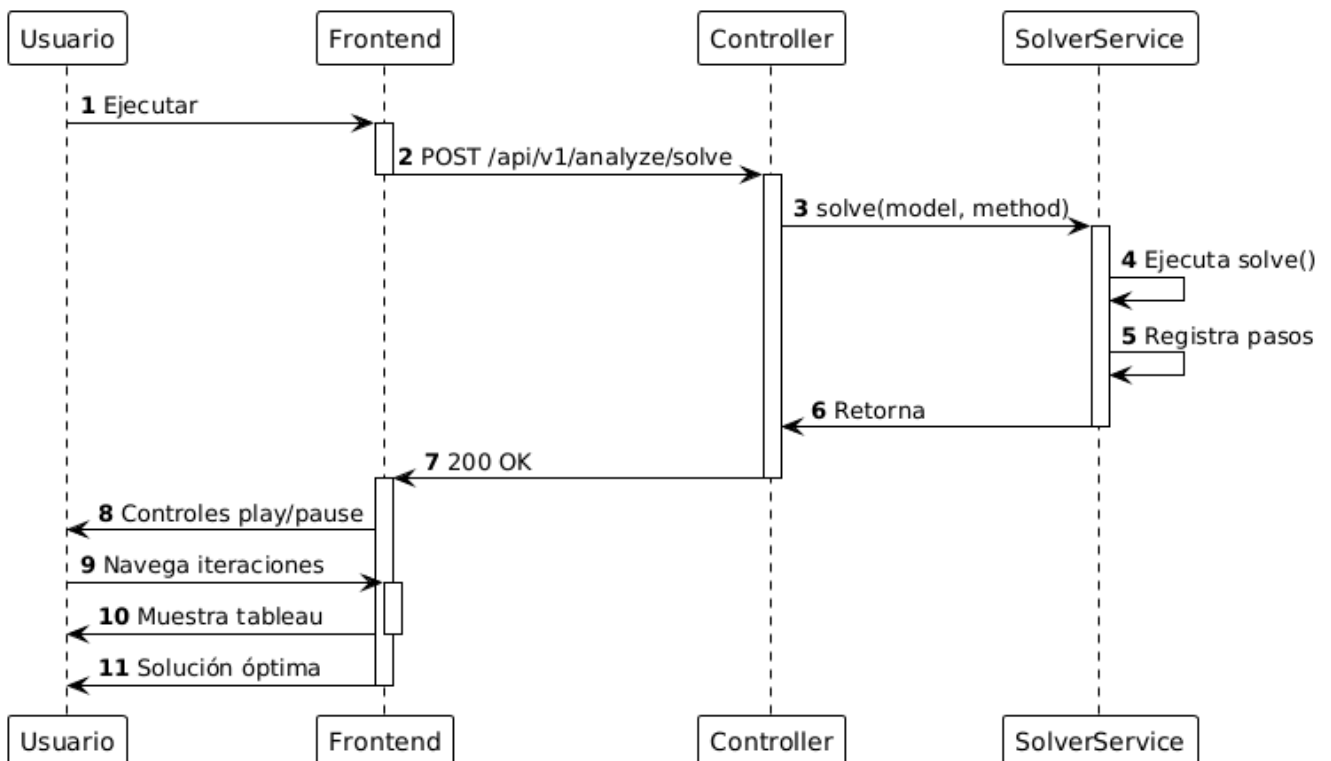 Usuario
Frontend
Controller
SolverService
1 Ejecutar
2 POST /api/v1/analyze/solve
3 solve(model, method)
4 Ejecuta solve()
5 Registra pasos
6 Retorna
7 200 OK
8 Controles play/pause
9 Navega iteraciones
10 Muestra tableau
11 Solución óptima
Usuario
Frontend
Controller
SolverService